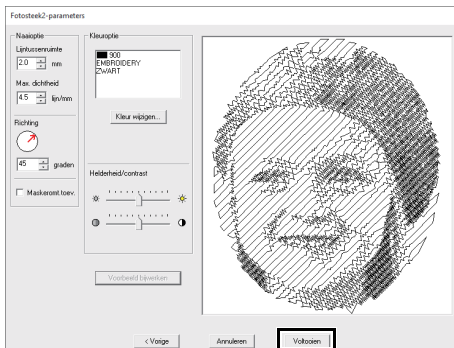 Fotosteek2-parameters
Naaioptie
Lijntussenruimte
2.0 mm
Max. dichtheid
4.5 lijn/mm
Richting
45 graden
Maskeromt.toev.
Kleuroptie
900
EMBROIDERY
ZWART
Kleur wijzigen...
Helderheid/contrast
Voorbeeld bijwerken
< Vorige
Annuleren
Voltooien